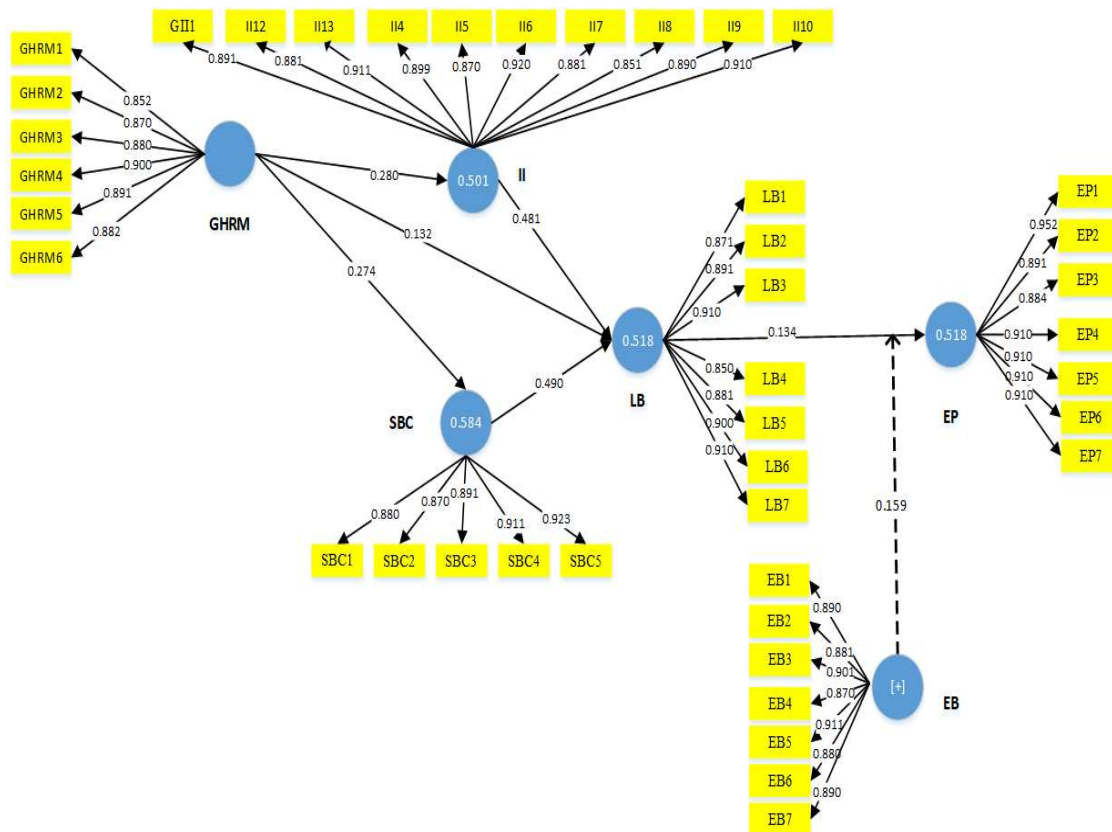 GII1
II12
II13
II4
II5
II6
II7
II8
II9
II10
0.891
0.881
0.911
0.899
0.870
0.920
0.881
0.851
0.890
0.910
GHRM1
GHRM2
GHRM3
GHRM4
GHRM5
GHRM6
0.852
0.870
0.880
0.900
0.891
0.882
GHRM
0.280
0.501
II
0.481
0.132
0.274
LB1
LB2
LB3
LB4
LB5
LB6
LB7
0.871
0.891
0.910
0.850
0.881
0.900
0.910
0.518
LB
0.134
0.518
EP
EP1
EP2
EP3
EP4
EP5
EP6
EP7
0.952
0.891
0.884
0.910
0.910
0.910
0.910
0.490
SBC
0.584
0.880
0.870
0.891
0.911
0.923
SBC1
SBC2
SBC3
SBC4
SBC5
0.159
EB1
EB2
EB3
EB4
EB5
EB6
EB7
0.890
0.881
0.901
0.870
0.911
0.880
0.890
[+]
EB